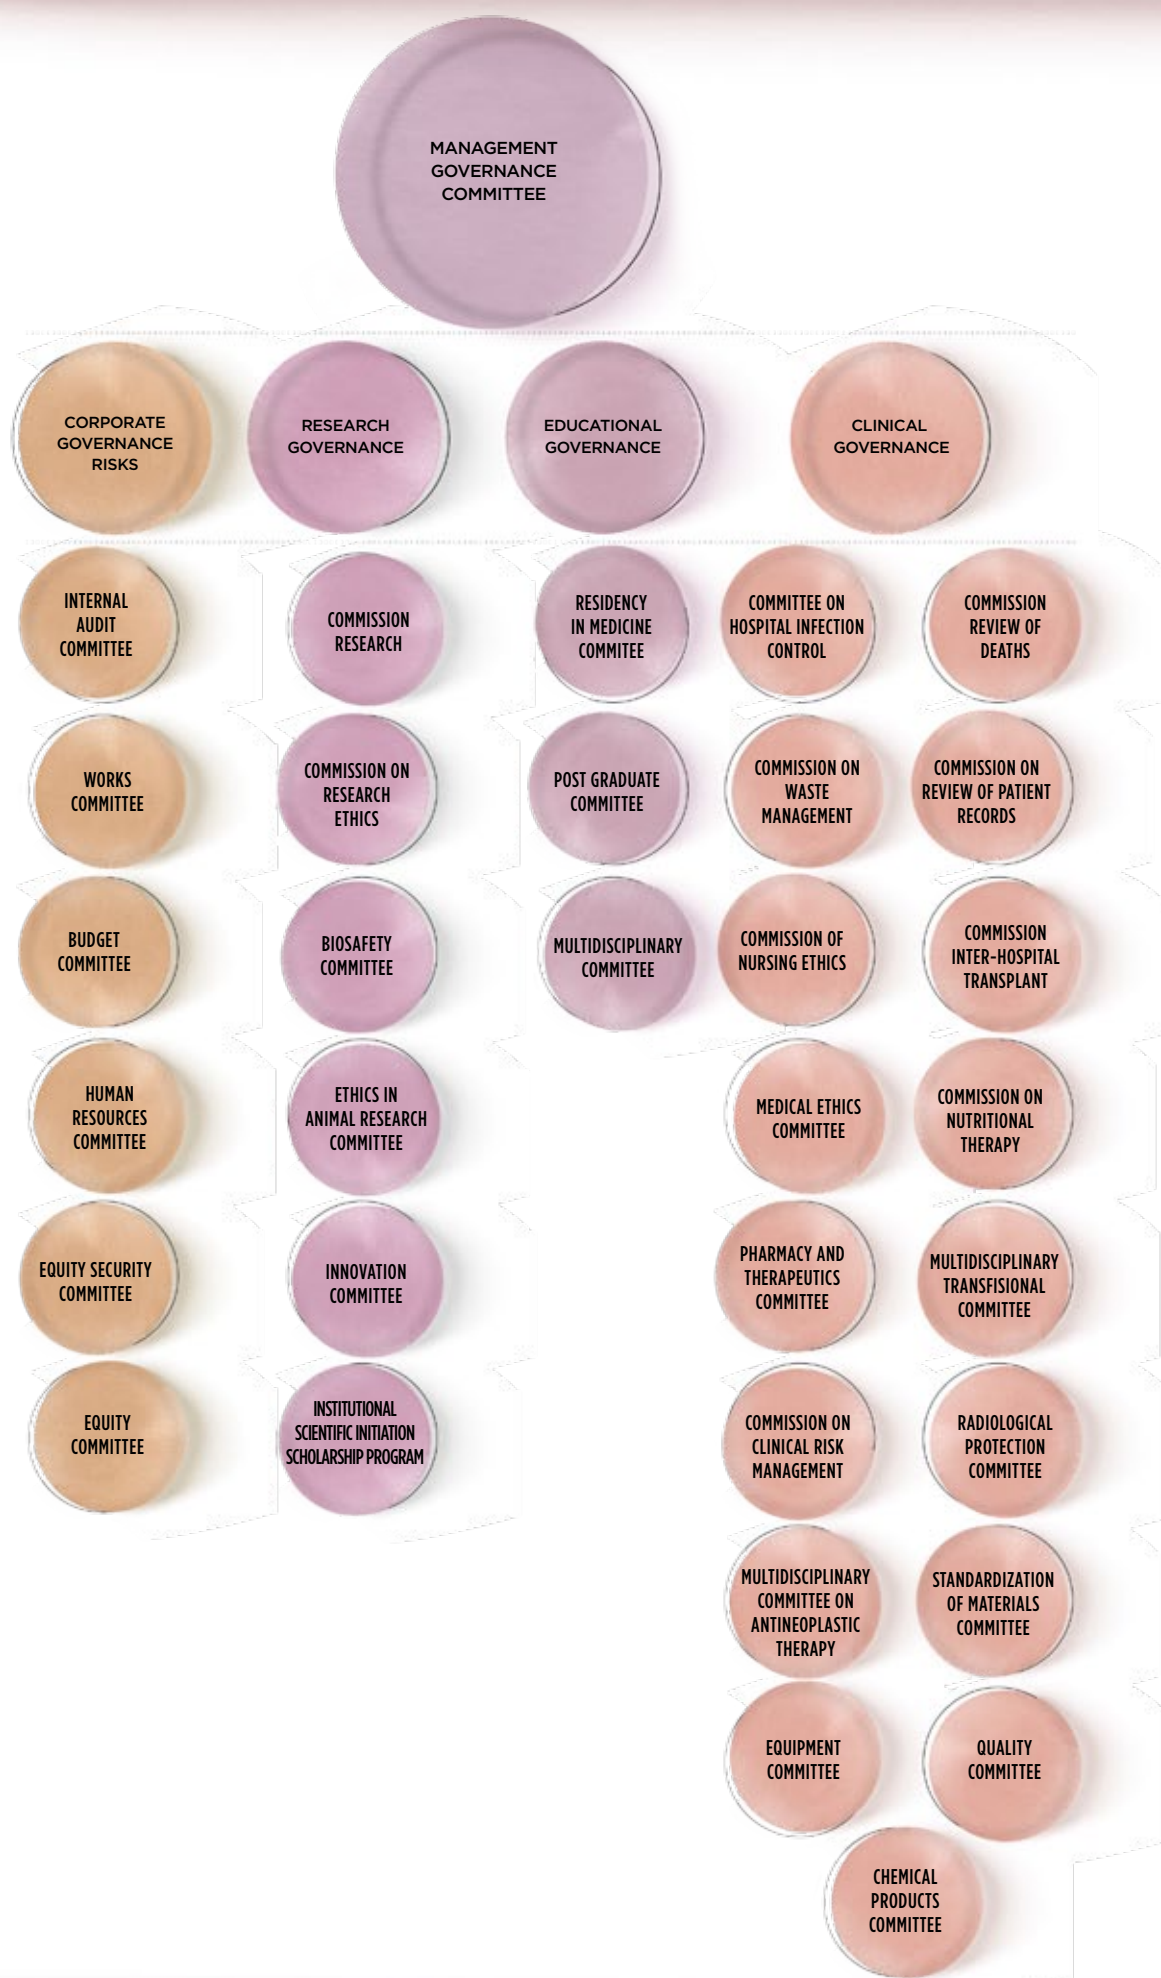 MANAGEMENT
GOVERNANCE
COMMITTEE
CORPORATE
GOVERNANCE
RISKS
RESEARCH
GOVERNANCE
EDUCATIONAL
GOVERNANCE
CLINICAL
GOVERNANCE
INTERNAL
AUDIT
COMMITTEE
COMMISSION
RESEARCH
RESIDENCY
IN MEDICINE
COMMITEE
COMMITTEE ON
HOSPITAL INFECTION
CONTROL
COMMISSION
REVIEW OF
DEATHS
WORKS
COMMITTEE
COMMISSION ON
RESEARCH
ETHICS
POST GRADUATE
COMMITTEE
COMMISSION ON
WASTE
MANAGEMENT
COMMISSION ON
REVIEW OF PATIENT
RECORDS
BUDGET
COMMITTEE
BIOSAFETY
COMMITTEE
MULTIDISCIPLINARY
COMMITTEE
COMMISSION OF
NURSING ETHICS
COMMISSION
INTER-HOSPITAL
TRANSPLANT
HUMAN
RESOURCES
COMMITTEE
ETHICS IN
ANIMAL RESEARCH
COMMITTEE
MEDICAL ETHICS
COMMITTEE
COMMISSION ON
NUTRITIONAL
THERAPY
EQUITY SECURITY
COMMITTEE
INNOVATION
COMMITTEE
PHARMACY AND
THERAPEUTICS
COMMITTEE
MULTIDISCIPLINARY
TRANSFISIONAL
COMMITTEE
EQUITY
COMMITTEE
INSTITUTIONAL
SCIENTIFIC INITIATION
SCHOLARSHIP PROGRAM
COMMISSION ON
CLINICAL RISK
MANAGEMENT
RADIOLOGICAL
PROTECTION
COMMITTEE
MULTIDISCIPLINARY
COMMITTEE ON
ANTINEOPLASTIC
THERAPY
STANDARDIZATION
OF MATERIALS
COMMITTEE
EQUIPMENT
COMMITTEE
QUALITY
COMMITTEE
CHEMICAL
PRODUCTS
COMMITTEE